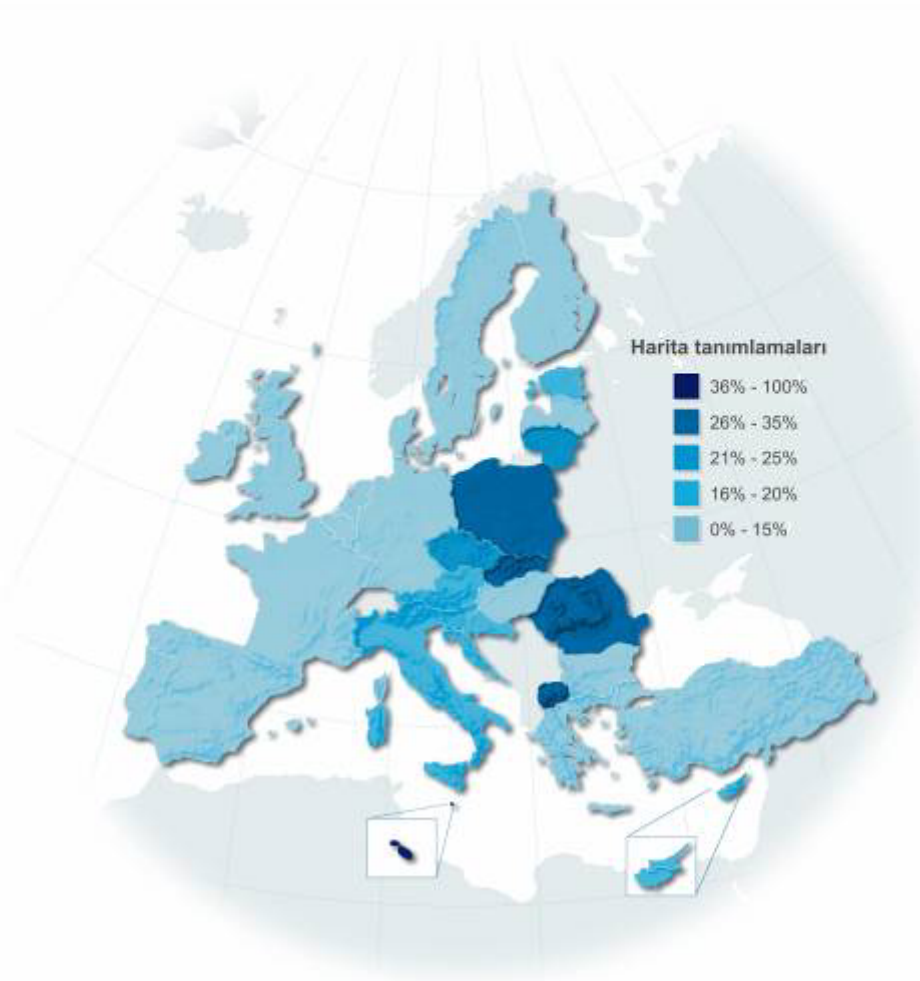 Harita tanımlamaları
36% - 100%
26% - 35%
21% - 25%
16% - 20%
0% - 15%